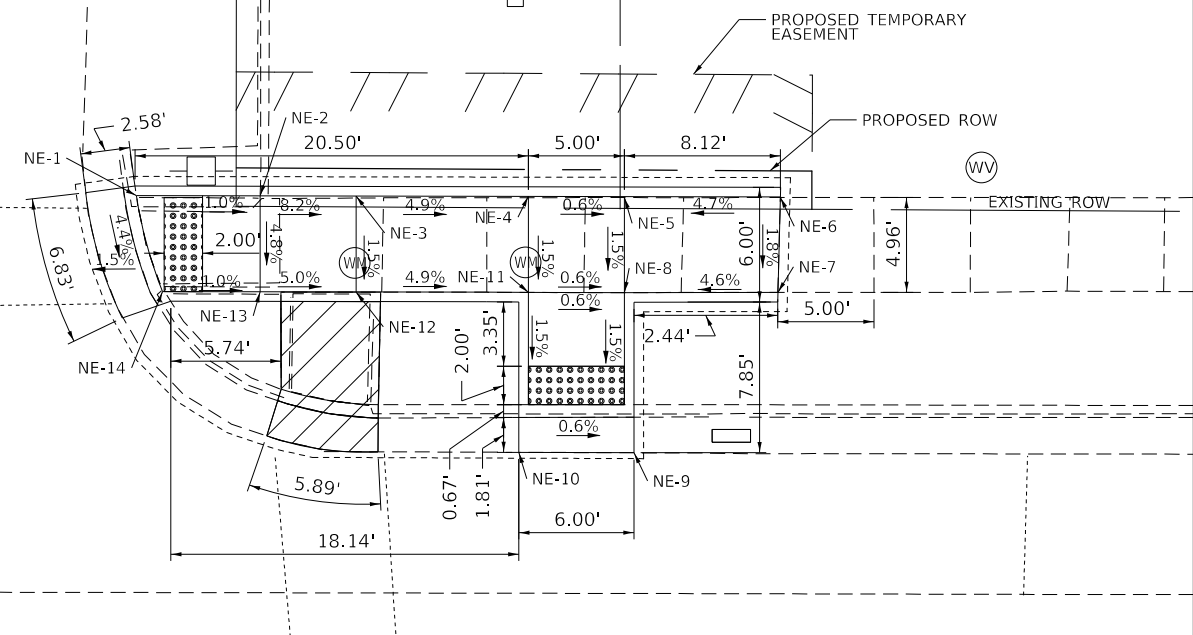 PROPOSED TEMPORARY
EASEMENT
PROPOSED ROW
2.58'
NE-2
NE-1
20.50'
5.00'
8.12'
WV
1.0%
8.2%
4.9%
NE-4
0.6%
NE-5
4.7%
NE-6
EXISTING ROW
4.4%
1.5%
2.00'
4.8%
1.5%
NE-3
WM
WM
1.5%
1.5%
6.00'
1.8%
4.96'
6.83'
1.0%
5.0%
4.9%
NE-11
0.6%
NE-8
4.6%
NE-7
0.6%
NE-13
NE-12
5.00'
2.44'
5.74'
2.00'
3.35'
1.5%
1.5%
NE-14
7.85'
0.6%
5.89'
0.67'
1.81'
NE-10
NE-9
6.00'
18.14'